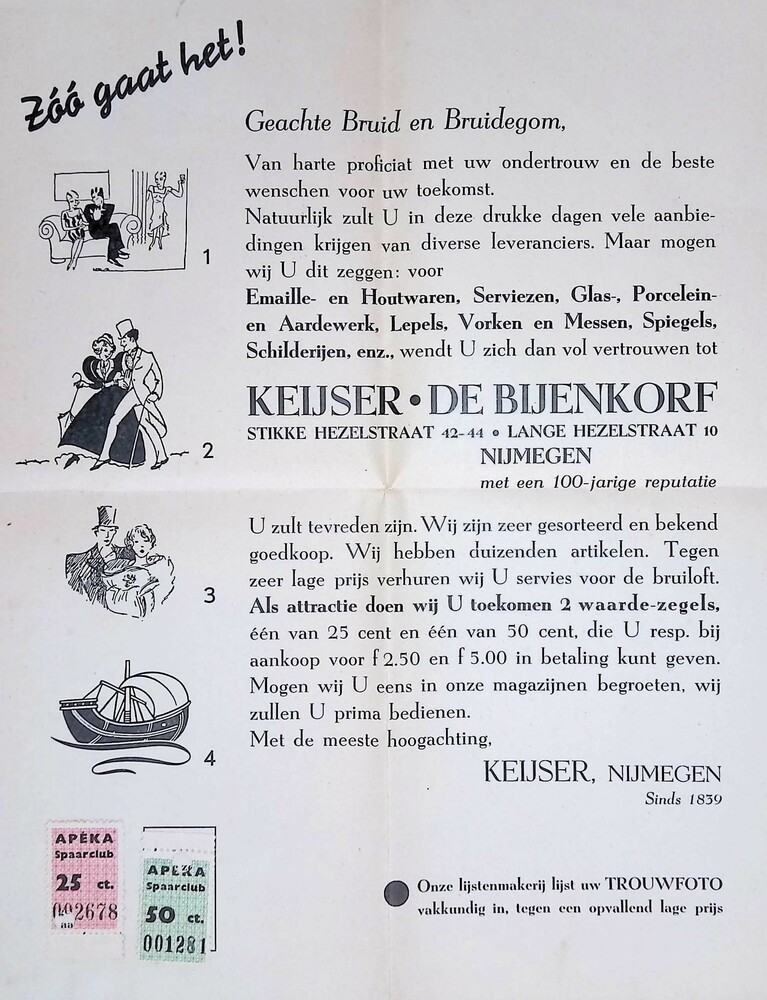 Zóó gaat het!
Geachte Bruid en Bruidegom,
Van harte proficiat met uw ondertrouw en de beste
wenschen voor uw toekomst.
Natuurlijk zult U in deze drukke dagen vele aanbie-
dingen krijgen van diverse leveranciers. Maar mogen
wij U dit zeggen: voor
Emaille- en Houtwaren, Serviezen, Glas-, Porcelein-
en Aardewerk, Lepels, Vorken en Messen, Spiegels,
Schilderijen, enz., wendt U zich dan vol vertrouwen tot
KEIJSER • DE BIJENKORF
STIKKE HEZELSTRAAT 42-44 • LANGE HEZELSTRAAT 10
NIJMEGEN
met een 100-jarige reputatie
U zult tevreden zijn. Wij zijn zeer gesorteerd en bekend
goedkoop. Wij hebben duizenden artikelen. Tegen
zeer lage prijs verhuren wij U servies voor de bruiloft.
Als attractie doen wij U toekomen 2 waarde-zegels,
één van 25 cent en één van 50 cent, die U resp. bij
aankoop voor f 2.50 en f 5.00 in betaling kunt geven.
Mogen wij U eens in onze magazijnen begroeten, wij
zullen U prima bedienen.
Met de meeste hoogachting,
KEIJSER, NIJMEGEN
Sinds 1839
1
2
3
4
APEKA
Spaarclub
25 ct.
002678
aa
APEKA
Spaarclub
50 ct.
001281
Onze lijstenmakerij lijst uw TROUWFOTO
vakkundig in, tegen een opvallend lage prijs